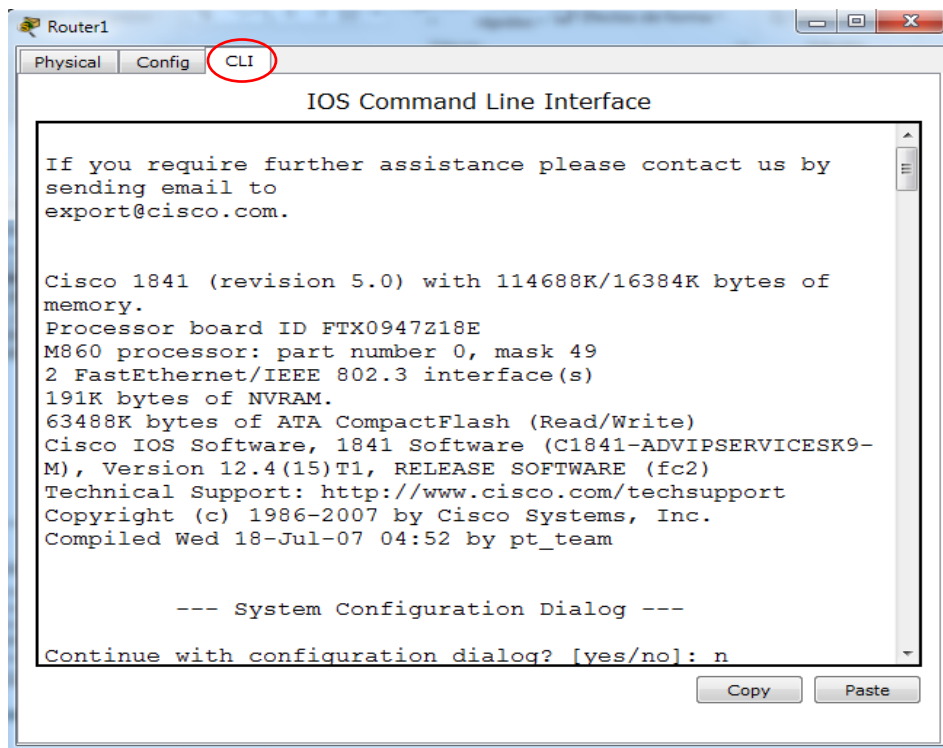 Router1
Physical Config CLI
IOS Command Line Interface
If you require further assistance please contact us by
sending email to
export@cisco.com.
Cisco 1841 (revision 5.0) with 114688K/16384K bytes of
memory.
Processor board ID FTX0947Z18E
M860 processor: part number 0, mask 49
2 FastEthernet/IEEE 802.3 interface(s)
191K bytes of NVRAM.
63488K bytes of ATA CompactFlash (Read/Write)
Cisco IOS Software, 1841 Software (C1841-ADVIPSERVICESK9-
M), Version 12.4(15)T1, RELEASE SOFTWARE (fc2)
Technical Support: http://www.cisco.com/techsupport
Copyright (c) 1986-2007 by Cisco Systems, Inc.
Compiled Wed 18-Jul-07 04:52 by pt_team
--- System Configuration Dialog ---
Continue with configuration dialog? [yes/no]: n
Copy Paste